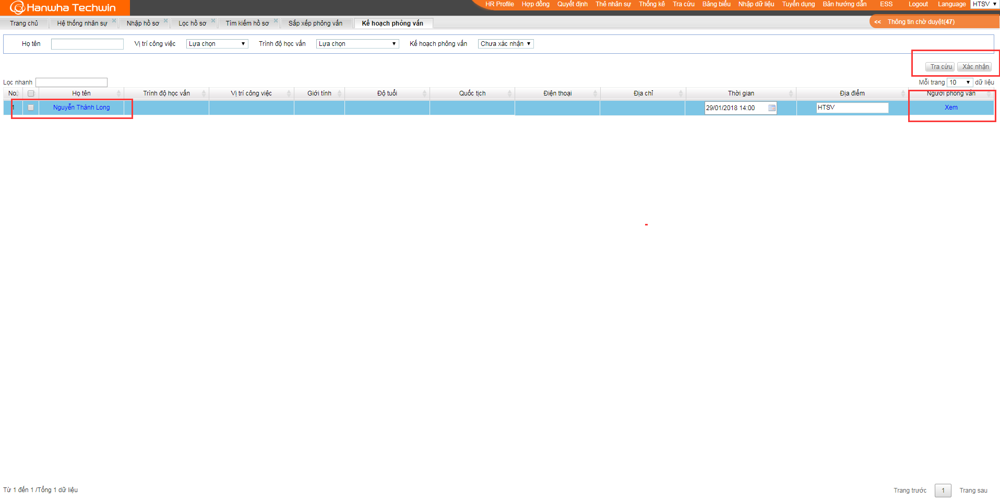 Hanwha Techwin
HR Profile Hợp đồng Quyết định Thẻ nhân sự Thống kê Tra cứu Bảng biểu Nhập dữ liệu Tuyển dụng Bản hướng dẫn ESS Logout Language HTSV
Trang chủ Hệ thống nhân sự Nhập hồ sơ Lọc hồ sơ Tìm kiếm hồ sơ Sắp xếp phỏng vấn Kế hoạch phỏng vấn
<< Thông tin chờ duyệt(47)
Họ tên Vị trí công việc Lựa chọn Trình độ học vấn Lựa chọn Kế hoạch phỏng vấn Chưa xác nhận
Tra cứu Xác nhận
Lọc nhanh Mỗi trang 10 dữ liệu
No. Họ tên Trình độ học vấn Vị trí công việc Giới tính Độ tuổi Quốc tịch Điện thoại Địa chỉ Thời gian Địa điểm Người phỏng vấn
1 Nguyễn Thành Long 29/01/2018 14:00 HTSV Xem
Từ 1 đến 1 /Tổng 1 dữ liệu
Trang trước 1 Trang sau